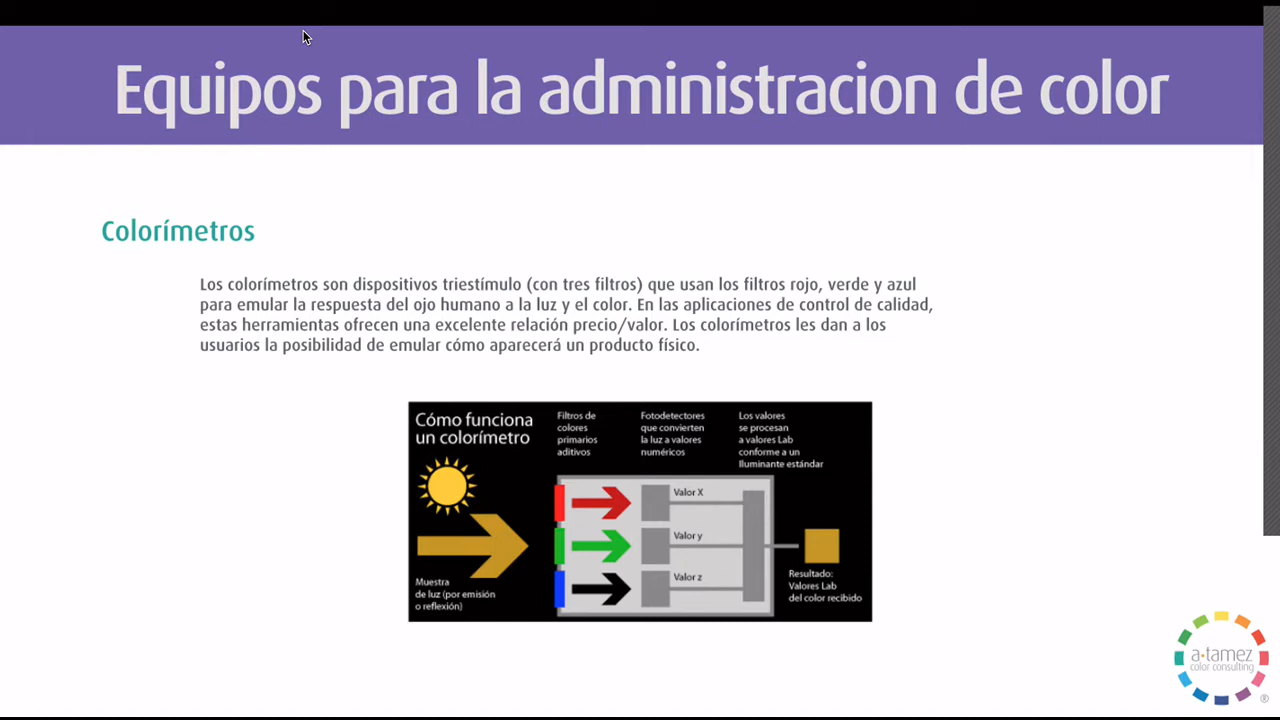 Equipos para la administracion de color
Colorímetros
Los colorímetros son dispositivos triestímulo (con tres filtros) que usan los filtros rojo, verde y azul
para emular la respuesta del ojo humano a la luz y el color. En las aplicaciones de control de calidad,
estas herramientas ofrecen una excelente relación precio/valor. Los colorímetros les dan a los
usuarios la posibilidad de emular cómo aparecerá un producto físico.
Cómo funciona
un colorímetro
Filtros de
colores
primarios
aditivos
Fotodetectores
que convierten
la luz a valores
numéricos
Los valores
se procesan
a valores Lab
conforme a un
Iluminante estándar
Valor X
Valor y
Valor z
Muestra
de luz (por emisión
o reflexión)
Resultado:
Valores Lab
del color recibido
a·tamez
color consulting
®